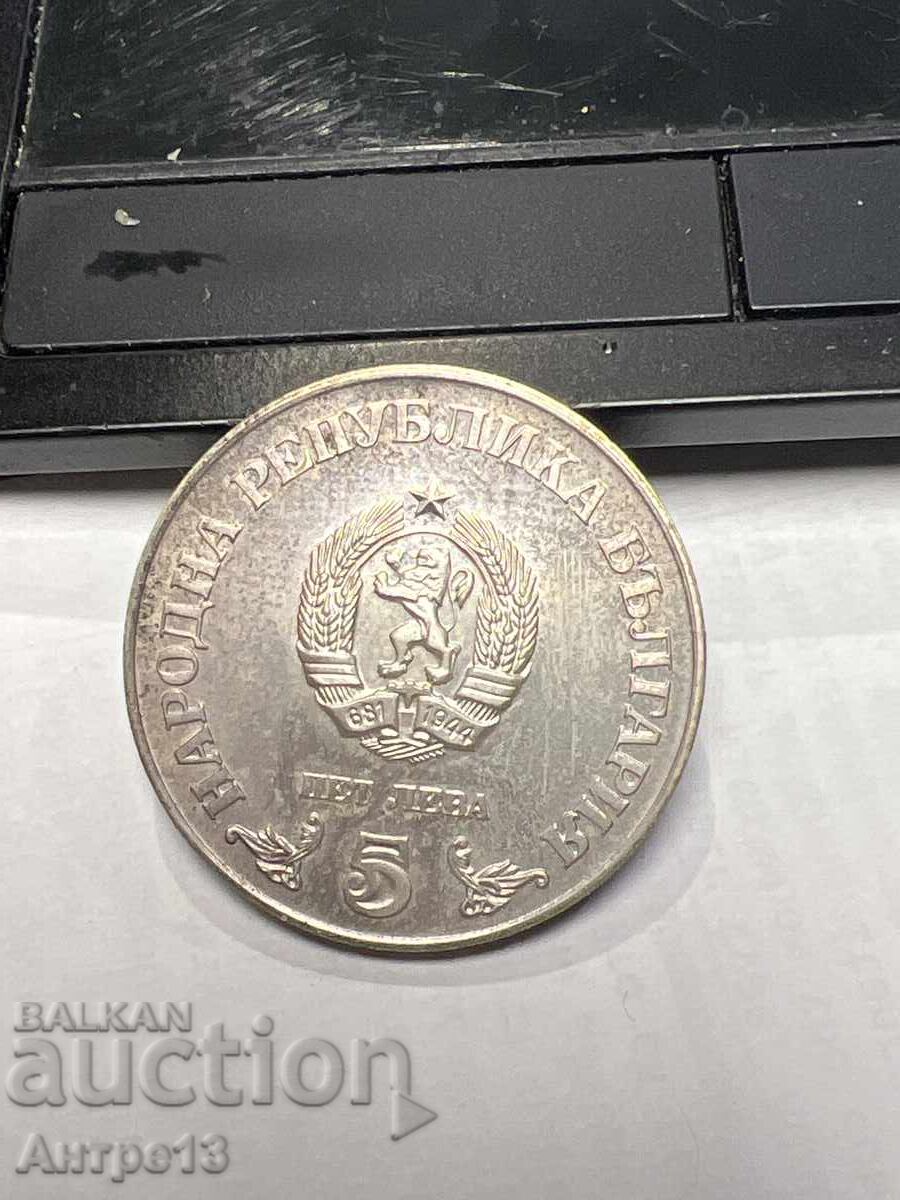 НАРОДНА РЕПУБЛИКА БЪЛГАРИЯ
681 1944
ПЕТ ЛЕВА
5
BALKAN
auction
Антре13